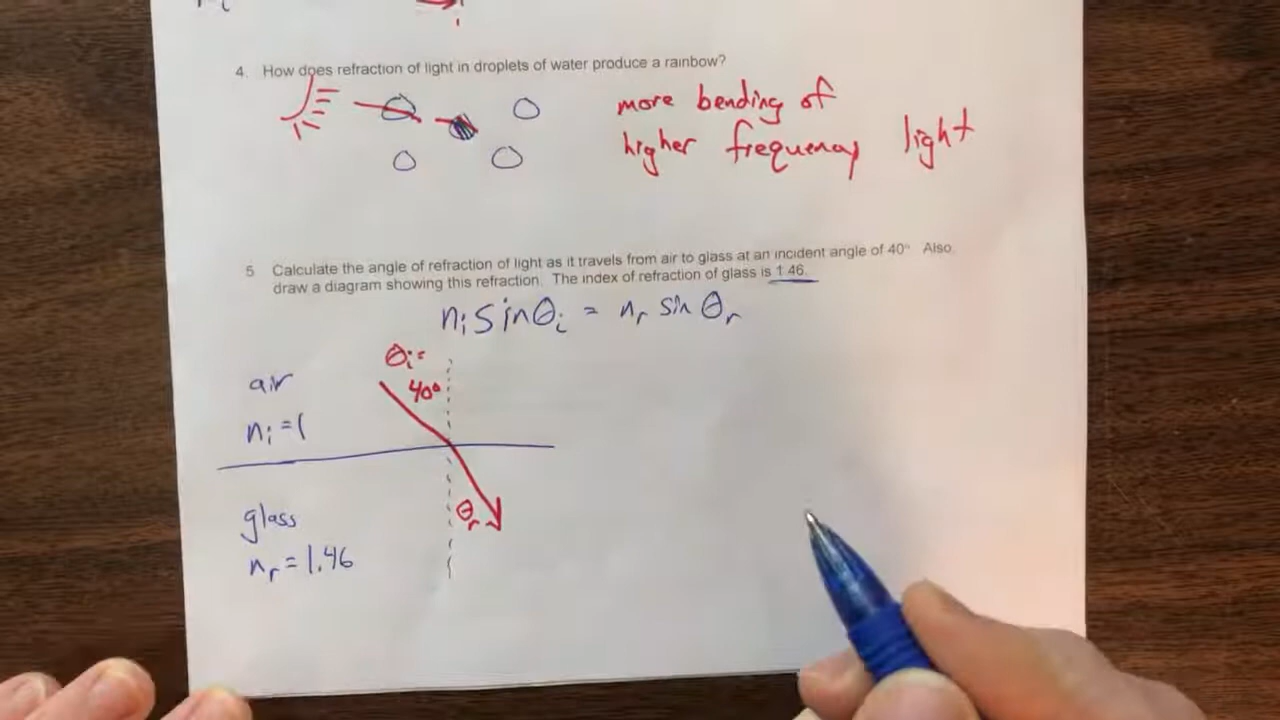 4. How does refraction of light in droplets of water produce a rainbow?
more bending of
higher frequency light
5 Calculate the angle of refraction of light as it travels from air to glass at an incident angle of 40° Also,
draw a diagram showing this refraction. The index of refraction of glass is 1.46.
nᵢ sinθᵢ = nᵣ sin θᵣ
θᵢ =
air
40°
nᵢ = 1
glass
θᵣ
nᵣ = 1.46